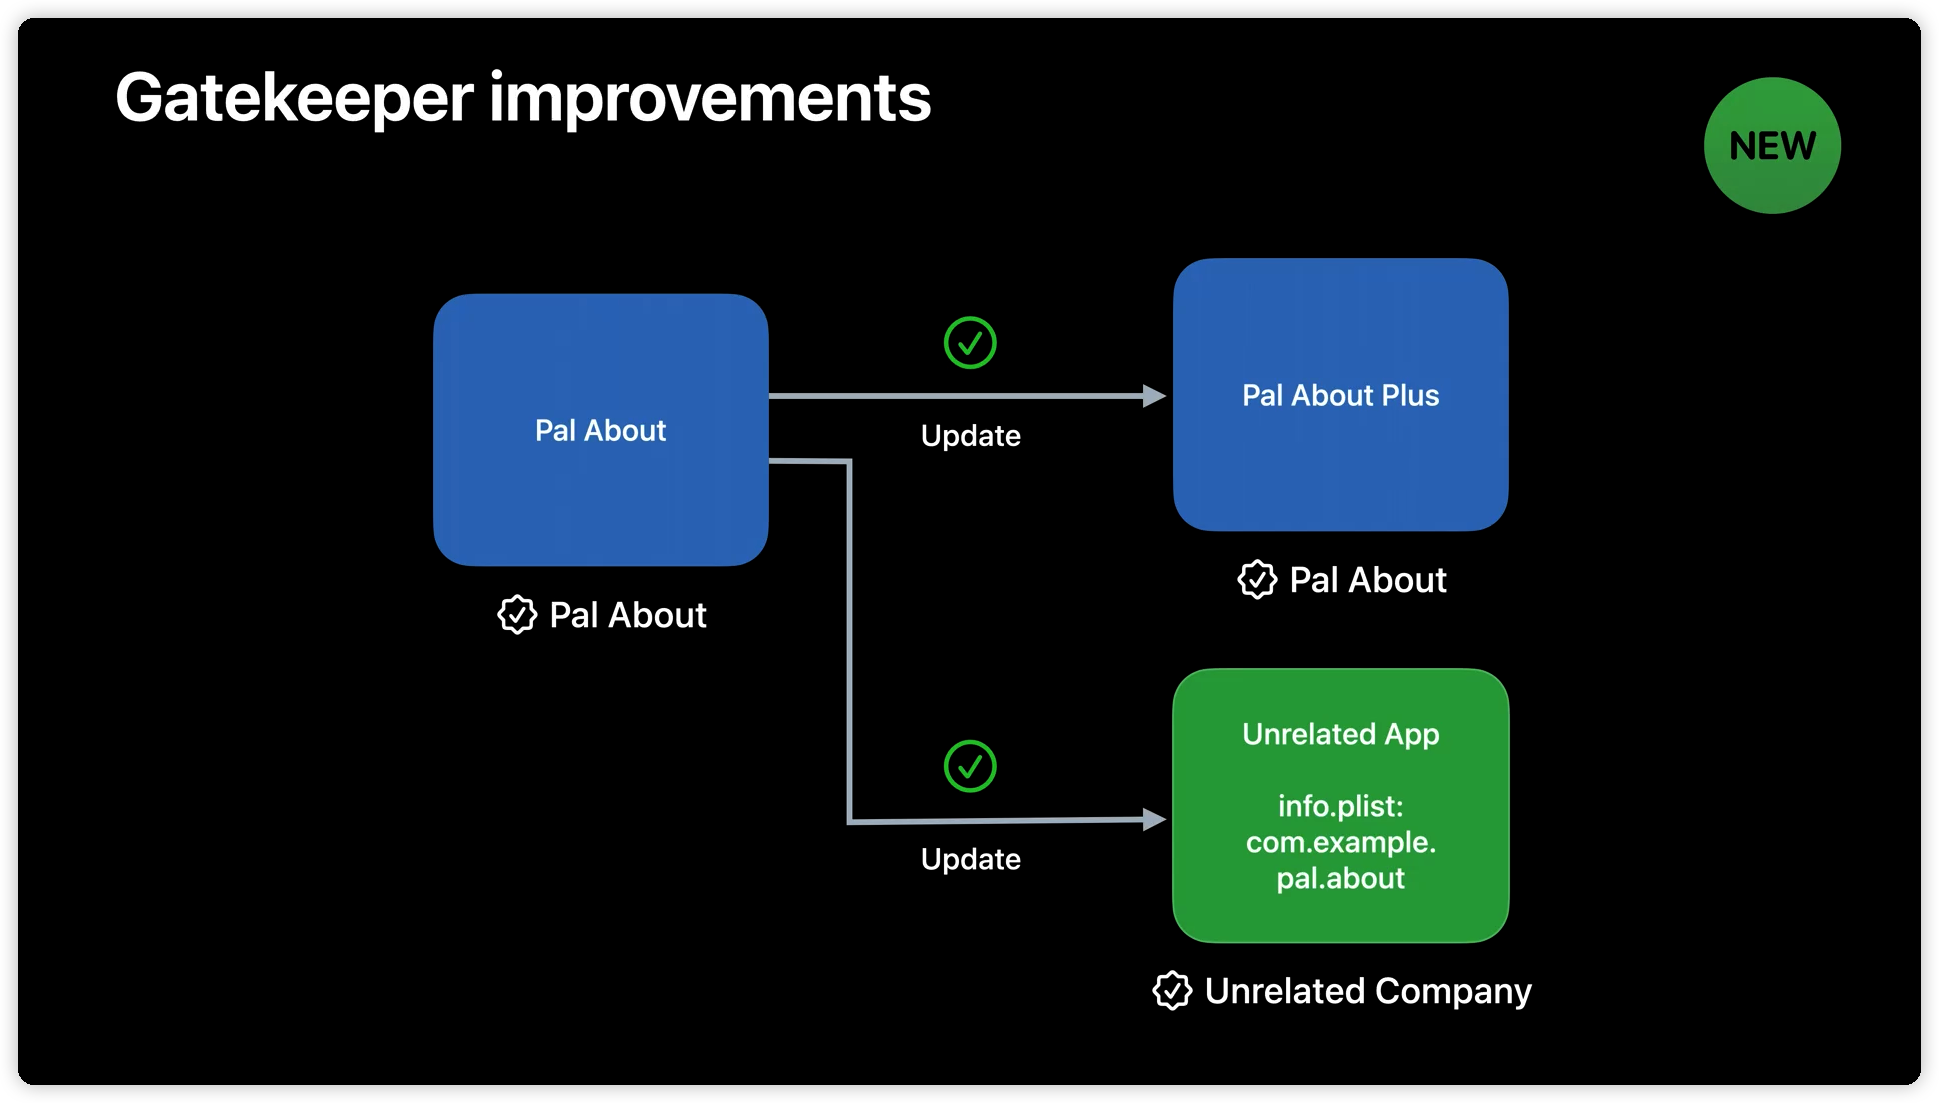 Gatekeeper improvements
NEW
Pal About
Pal About
Update
Pal About Plus
Pal About
Update
Unrelated App
info.plist:
com.example.
pal.about
Unrelated Company